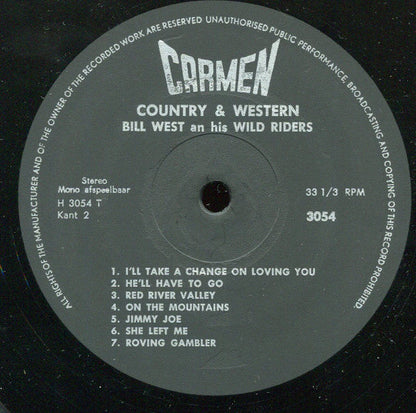 ALL RIGHTS OF THE MANUFACTURER AND OF THE OWNER OF THE RECORDED WORK ARE RESERVED UNAUTHORISED PUBLIC PERFORMANCE, BROADCASTING AND COPYING OF THIS RECORD PROHIBITED.
CARMEN
COUNTRY & WESTERN
BILL WEST an his WILD RIDERS
Stereo
Mono afspeelbaar
H 3054 T
Kant 2
33 1/3 RPM
3054
1. I'LL TAKE A CHANGE ON LOVING YOU
2. HE'LL HAVE TO GO
3. RED RIVER VALLEY
4. ON THE MOUNTAINS
5. JIMMY JOE
6. SHE LEFT ME
7. ROVING GAMBLER